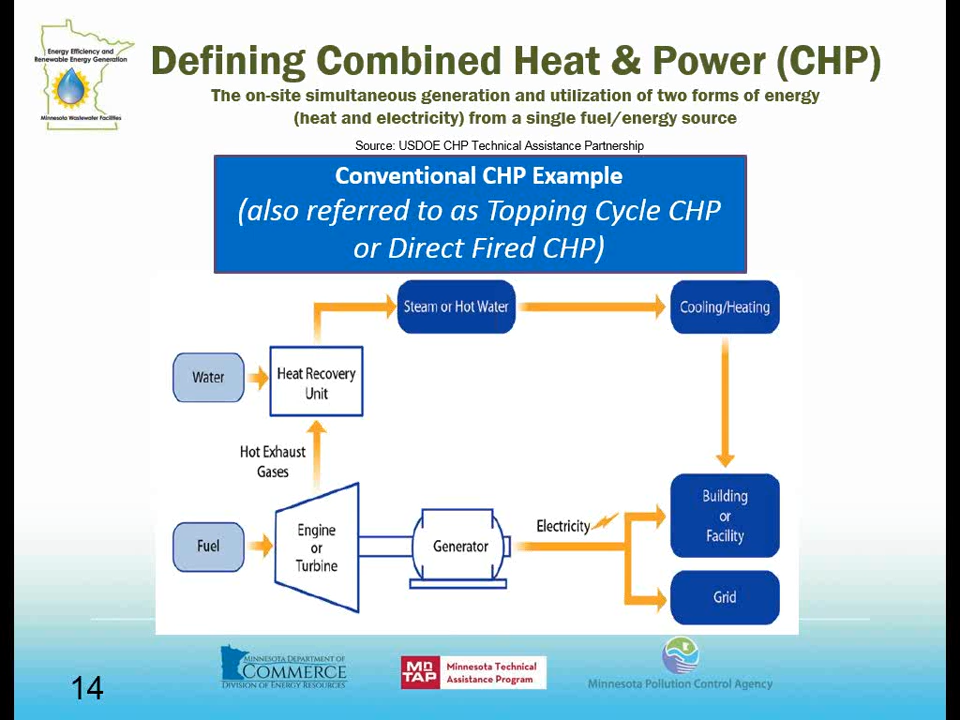 Energy Efficiency and
Renewable Energy Generation
Minnesota Wastewater Facilities
Defining Combined Heat & Power (CHP)
The on-site simultaneous generation and utilization of two forms of energy
(heat and electricity) from a single fuel/energy source
Source: USDOE CHP Technical Assistance Partnership
Conventional CHP Example
(also referred to as Topping Cycle CHP
or Direct Fired CHP)
Steam or Hot Water
Cooling/Heating
Water
Heat Recovery
Unit
Hot Exhaust
Gases
Building
or
Facility
Fuel
Engine
or
Turbine
Generator
Electricity
Grid
MINNESOTA DEPARTMENT OF
COMMERCE
DIVISION OF ENERGY RESOURCES
MN
TAP
Minnesota Technical
Assistance Program
Minnesota Pollution Control Agency
14